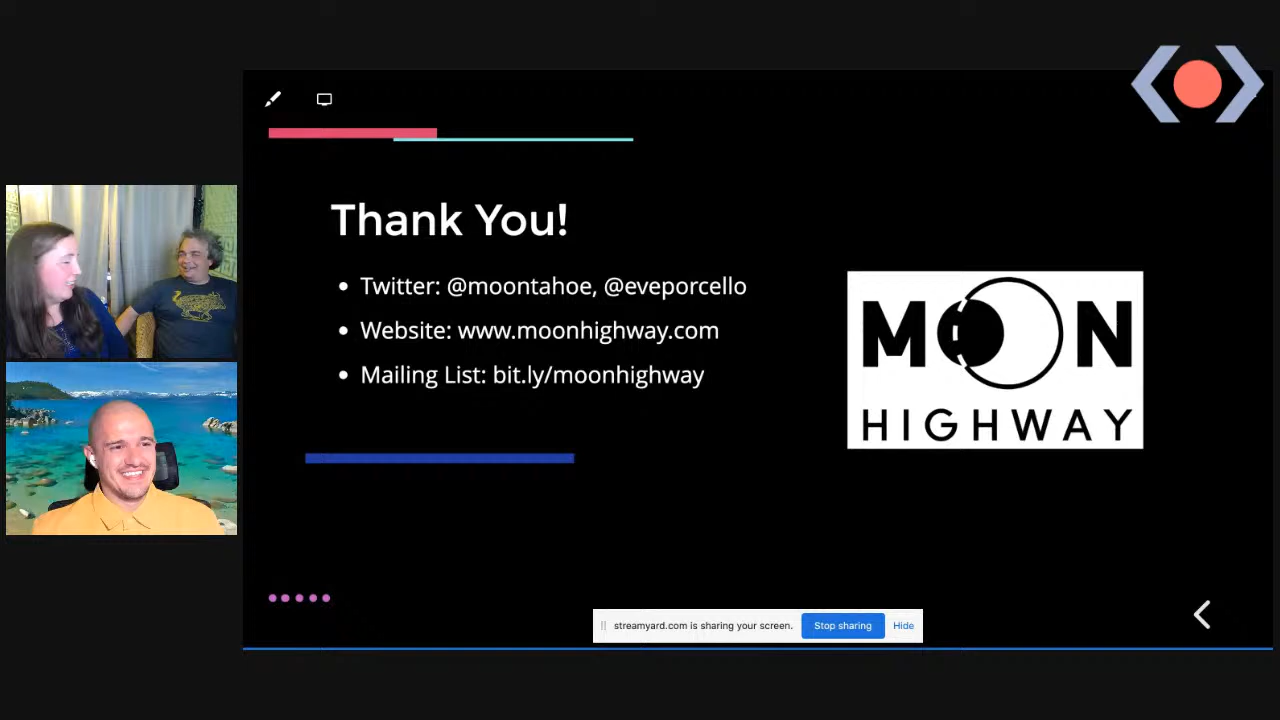 Thank You!
Twitter: @moontahoe, @eveporcello
Website: www.moonhighway.com
Mailing List: bit.ly/moonhighway
MOON
HIGHWAY
streamyard.com is sharing your screen. Stop sharing Hide